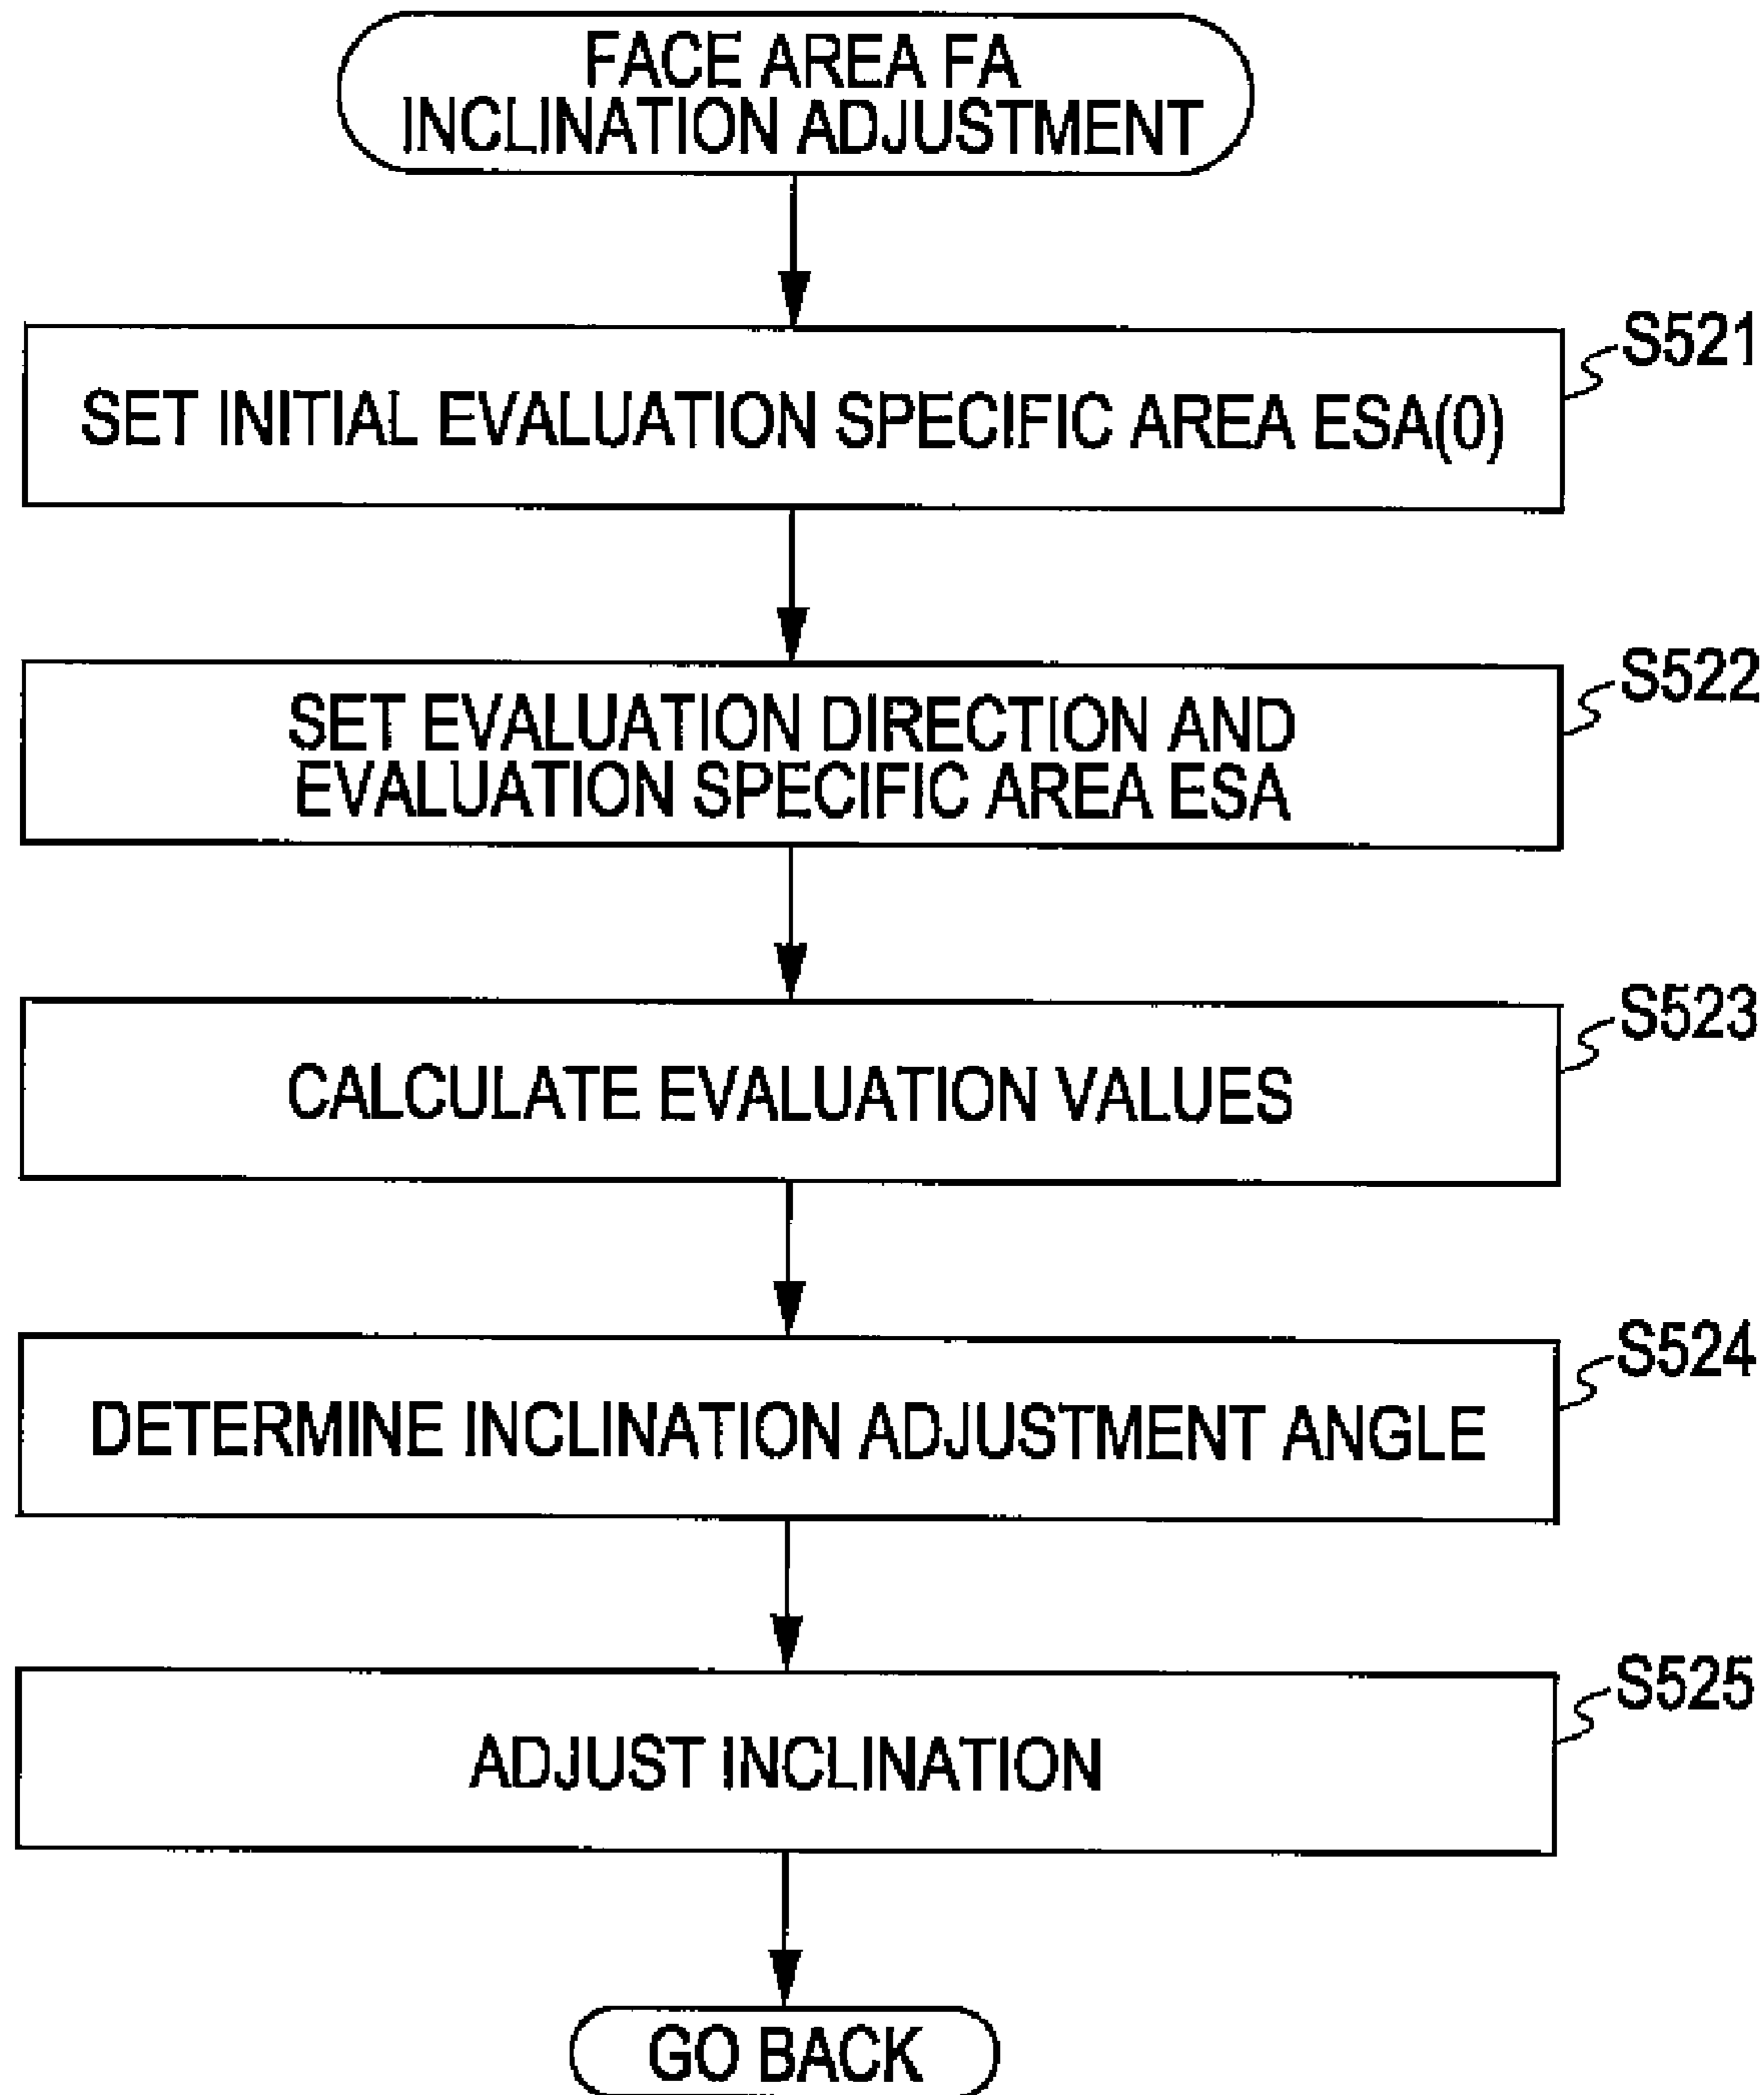 FACE AREA FA
INCLINATION ADJUSTMENT
S521
SET INITIAL EVALUATION SPECIFIC AREA ESA(0)
S522
SET EVALUATION DIRECTION AND
EVALUATION SPECIFIC AREA ESA
S523
CALCULATE EVALUATION VALUES
S524
DETERMINE INCLINATION ADJUSTMENT ANGLE
S525
ADJUST INCLINATION
GO BACK